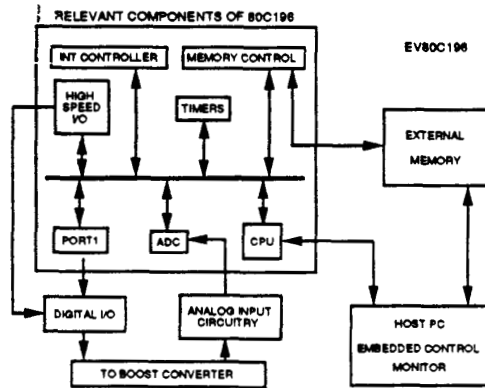 RELEVANT COMPONENTS OF 80C196
INT CONTROLLER
MEMORY CONTROL
EV80C196
HIGH
SPEED
I/O
TIMERS
EXTERNAL
MEMORY
PORT1
ADC
CPU
DIGITAL I/O
ANALOG INPUT
CIRCUITRY
HOST PC
EMBEDDED CONTROL
MONITOR
TO BOOST CONVERTER